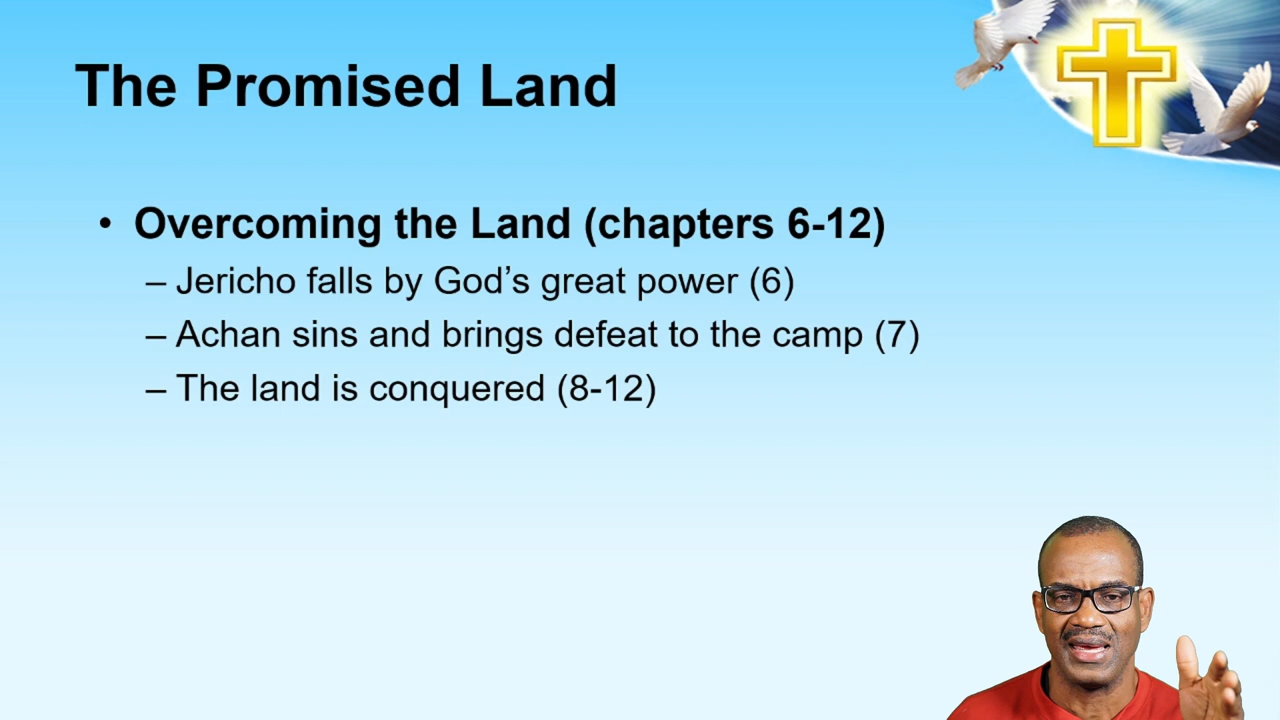 The Promised Land
• Overcoming the Land (chapters 6-12)
– Jericho falls by God’s great power (6)
– Achan sins and brings defeat to the camp (7)
– The land is conquered (8-12)